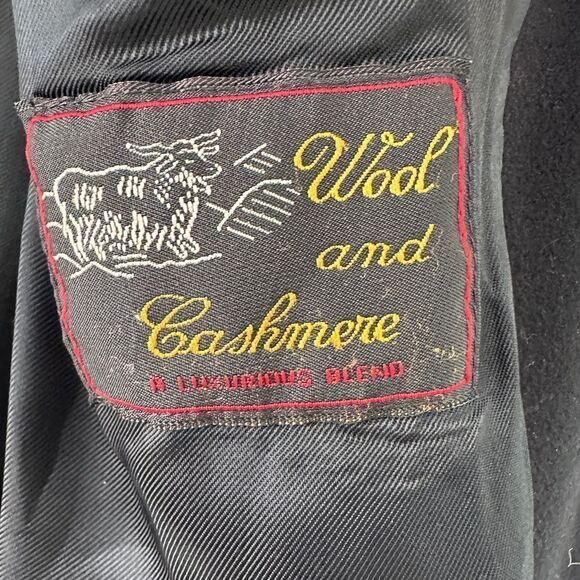 Wool
and
Cashmere
A LUXURIOUS BLEND